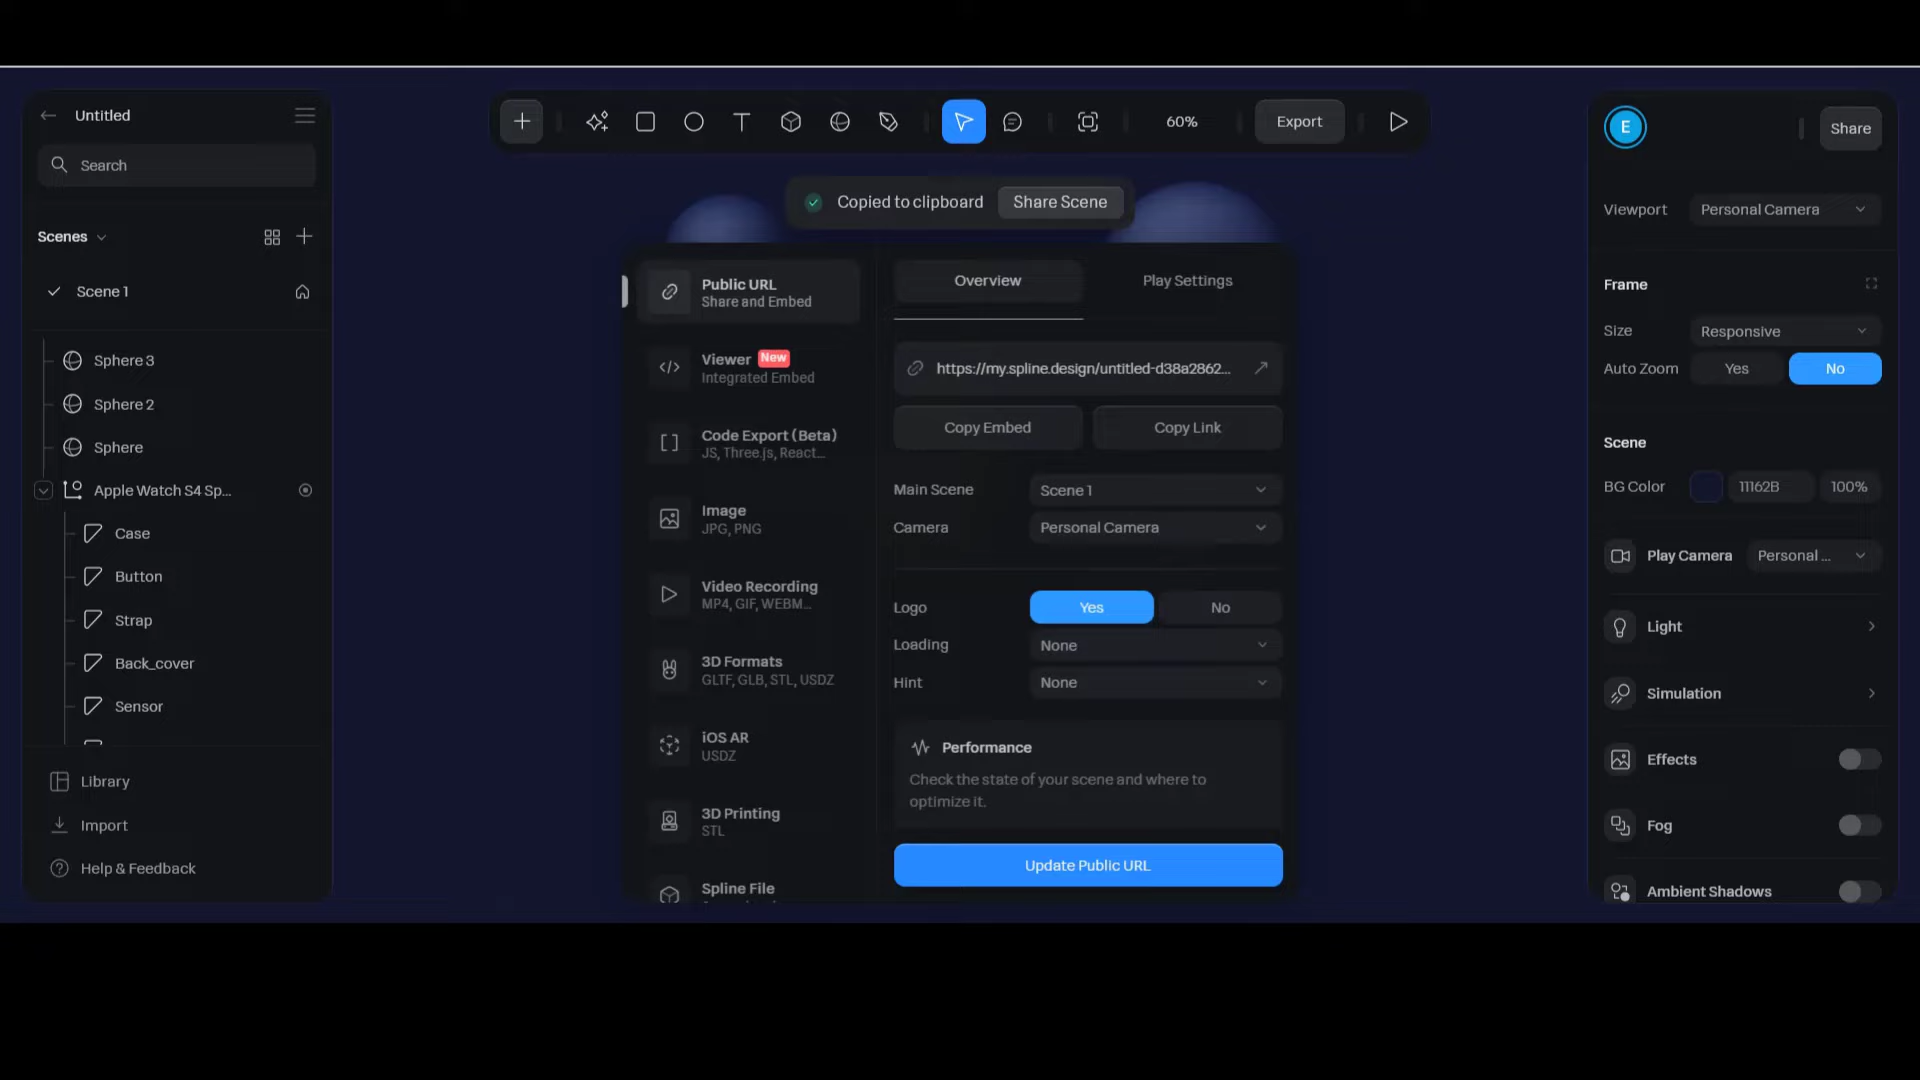 Untitled
Search
Scenes
Scene 1
Sphere 3
Sphere 2
Sphere
Apple Watch S4 Sp...
Case
Button
Strap
Back_cover
Sensor
Library
Import
Help & Feedback
60%
Export
Copied to clipboard
Share Scene
Public URL
Share and Embed
Viewer New
Integrated Embed
Code Export (Beta)
JS, Three.js, React...
Image
JPG, PNG
Video Recording
MP4, GIF, WEBM...
3D Formats
GLTF, GLB, STL, USDZ
iOS AR
USDZ
3D Printing
STL
Spline File
Overview
Play Settings
https://my.spline.design/untitled-d38a2862...
Copy Embed
Copy Link
Main Scene
Scene 1
Camera
Personal Camera
Logo
Yes
No
Loading
None
Hint
None
Performance
Check the state of your scene and where to
optimize it.
Update Public URL
E
Share
Viewport
Personal Camera
Frame
Size
Responsive
Auto Zoom
Yes
No
Scene
BG Color
11162B
100%
Play Camera
Personal ...
Light
Simulation
Effects
Fog
Ambient Shadows